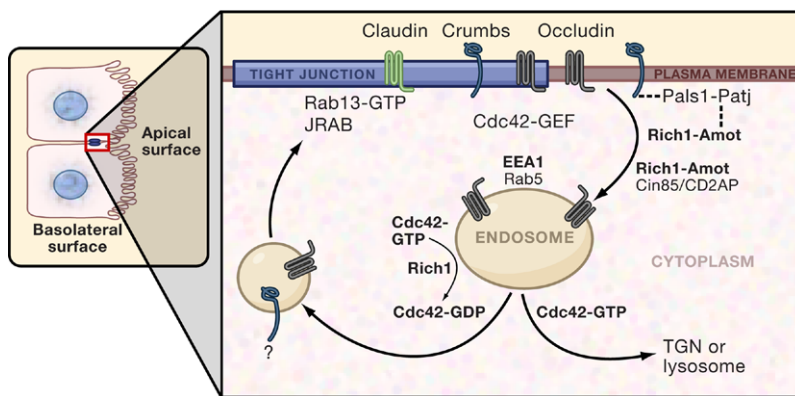 Claudin Crumbs Occludin
TIGHT JUNCTION
PLASMA MEMBRANE
Rab13-GTP
JRAB
Cdc42-GEF
Pals1-Patj
Rich1-Amot
Rich1-Amot
Cin85/CD2AP
EEA1
Rab5
ENDOSOME
Cdc42-
GTP
Rich1
Cdc42-GDP
Cdc42-GTP
CYTOPLASM
TGN or
lysosome
?
Apical
surface
Basolateral
surface